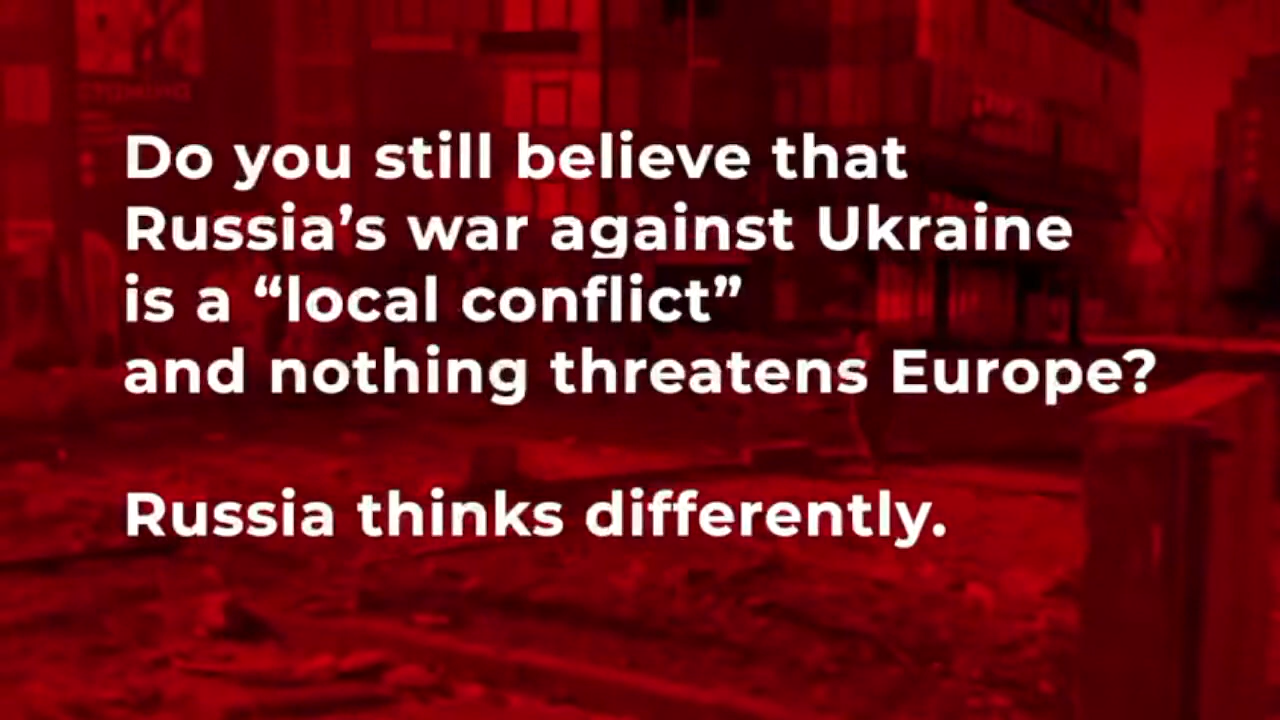 Do you still believe that
Russia’s war against Ukraine
is a “local conflict”
and nothing threatens Europe?
Russia thinks differently.